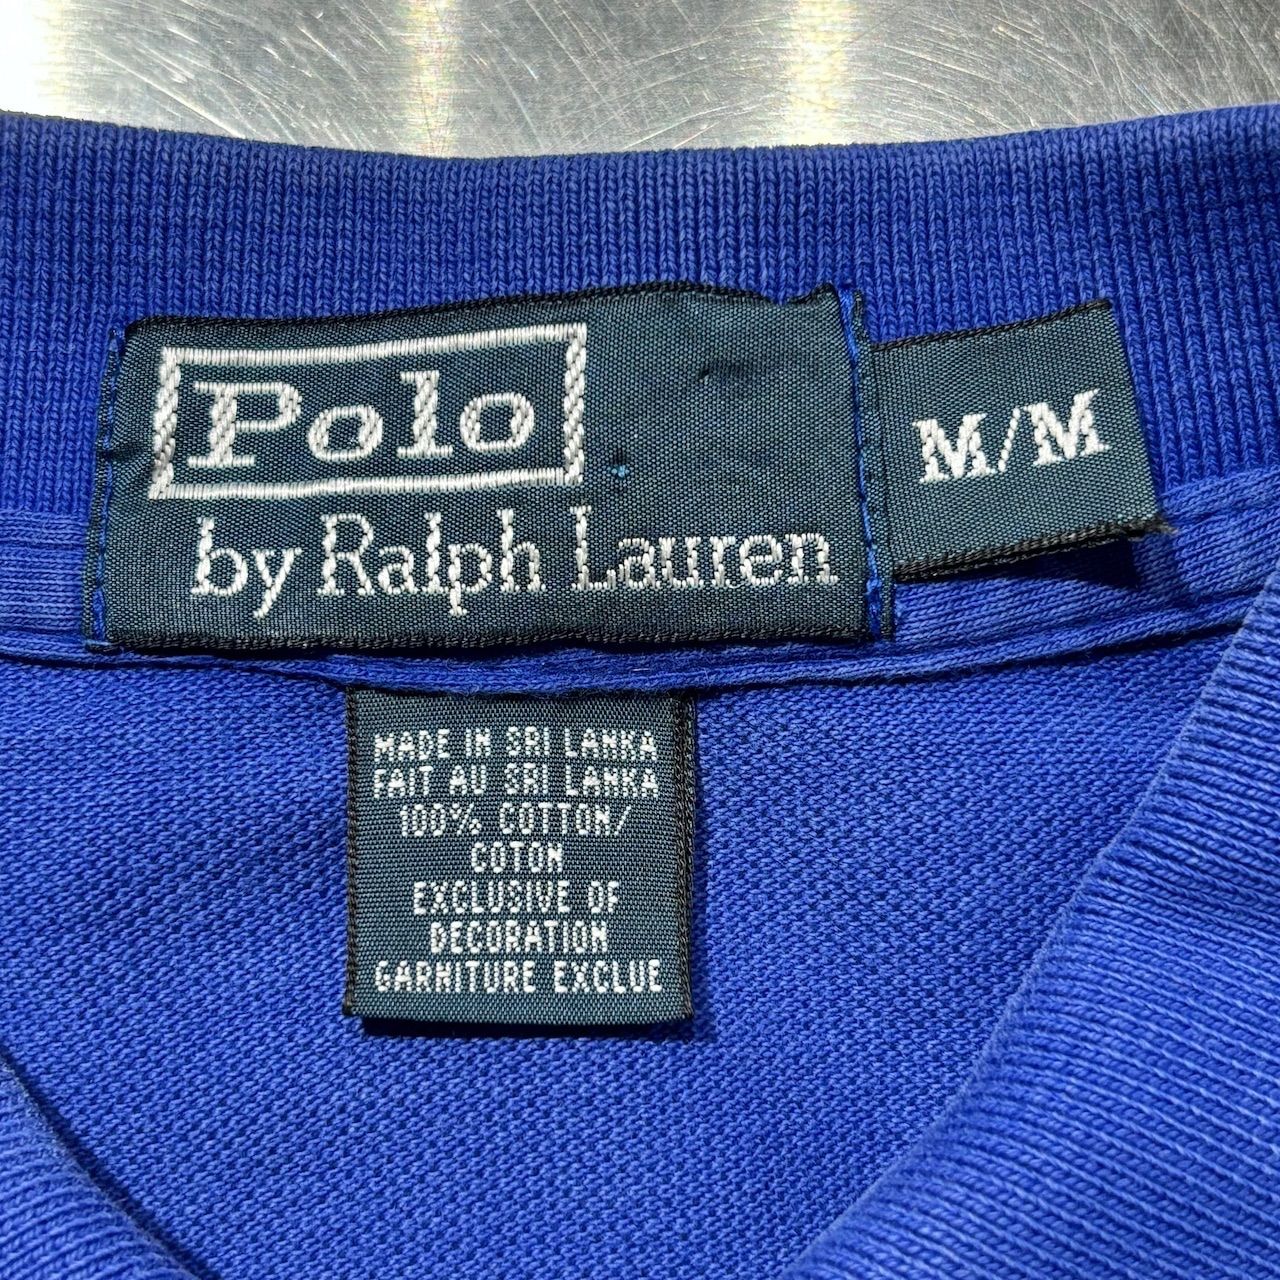 Polo
by Ralph Lauren
M/M
MADE IN SRI LANKA
FAIT AU SRI LANKA
100% COTTON/
COTON
EXCLUSIVE OF
DECORATION
GARNITURE EXCLUE